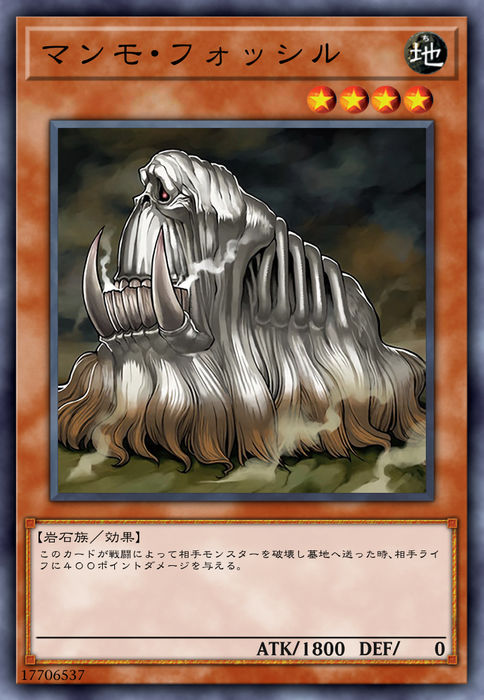 マンモ・フォッシル
ち
地
【岩石族／効果】
このカードが戦闘によって相手モンスターを破壊し墓地へ送った時、相手ライ
フに４００ポイントダメージを与える。
ATK/1800 DEF/ 0
17706537